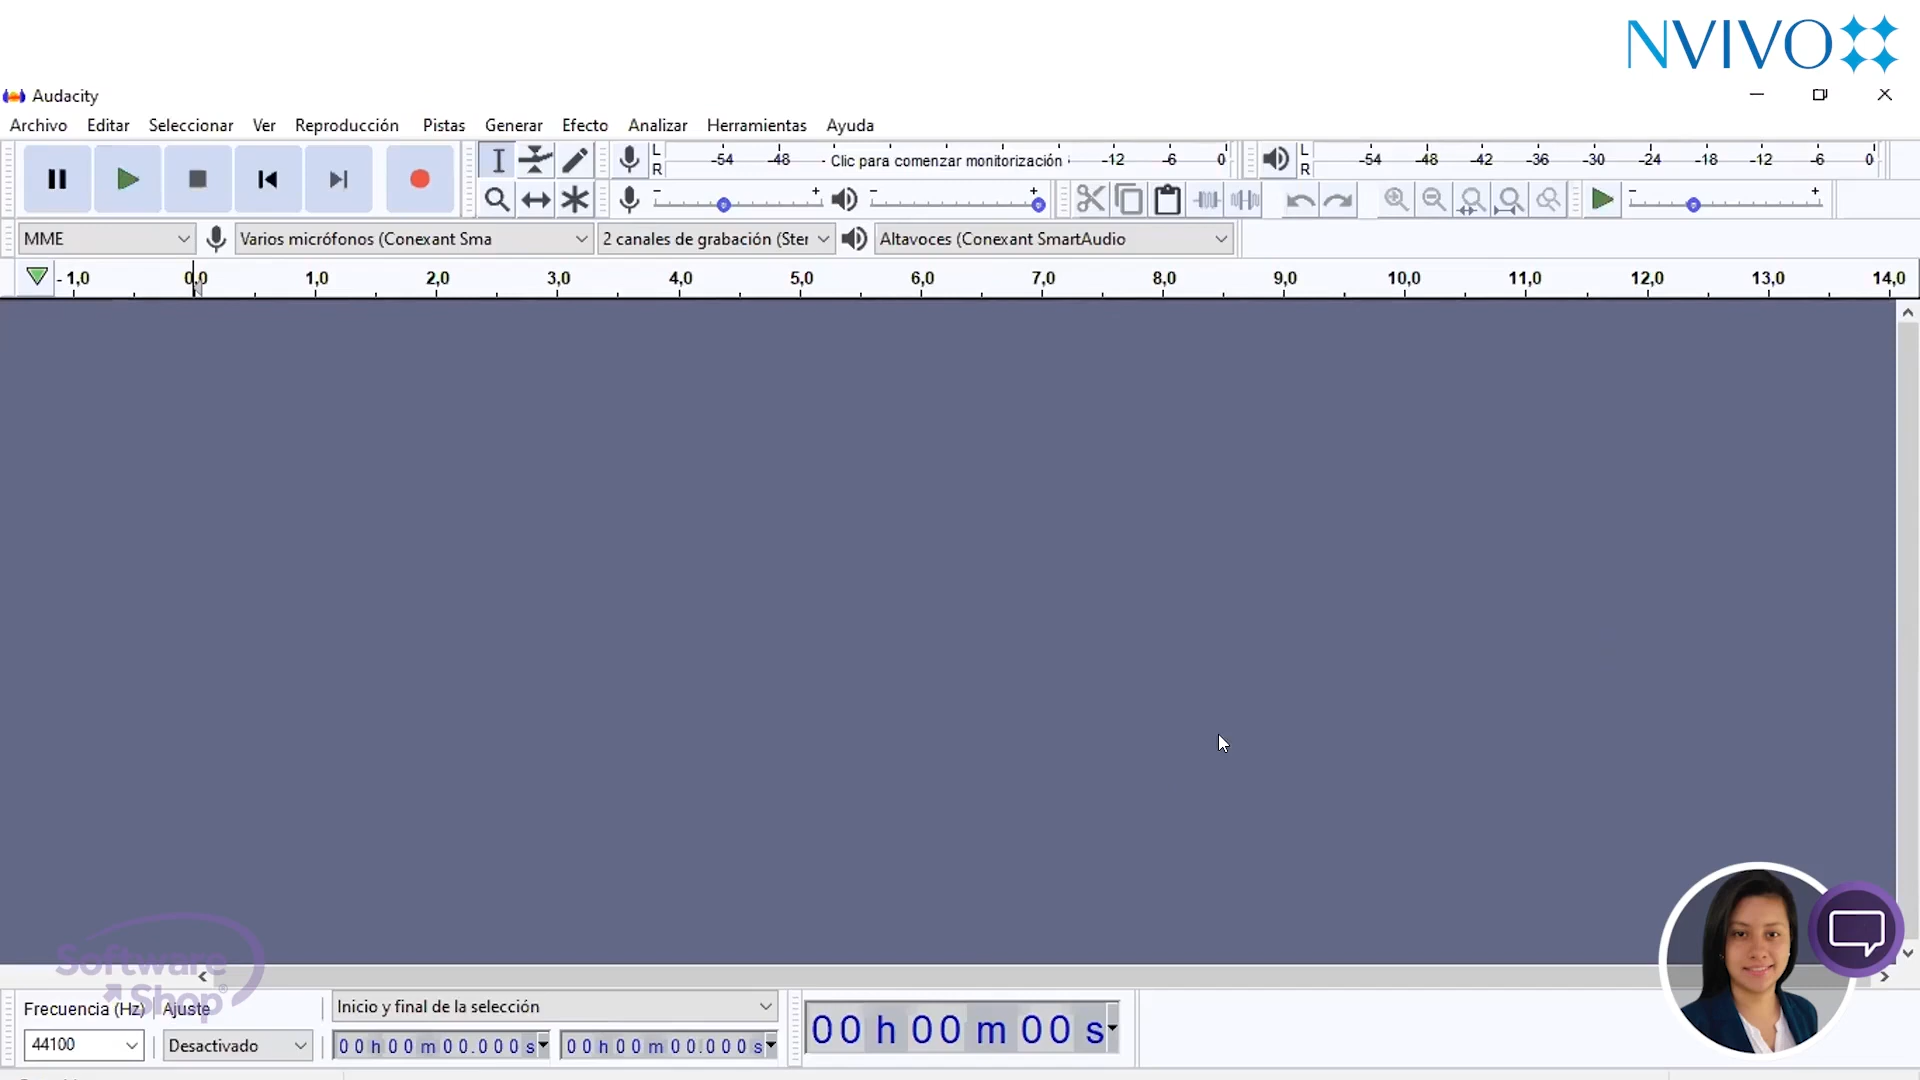 NVIVO
Audacity
Archivo Editar Seleccionar Ver Reproducción Pistas Generar Efecto Analizar Herramientas Ayuda
L -54 -48 - Clic para comenzar monitorización -12 -6 0 L -54 -48 -42 -36 -30 -24 -18 -12 -6 0
R R
- + - + - +
MME Varios micrófonos (Conexant Sma 2 canales de grabación (Ster Altavoces (Conexant SmartAudio
- 1,0 0,0 1,0 2,0 3,0 4,0 5,0 6,0 7,0 8,0 9,0 10,0 11,0 12,0 13,0 14,0
Software
Shop®
Frecuencia (Hz) Ajuste Inicio y final de la selección
44100 Desactivado 00 h 00 m 00.000 s 00 h 00 m 00.000 s 00 h 00 m 00 s